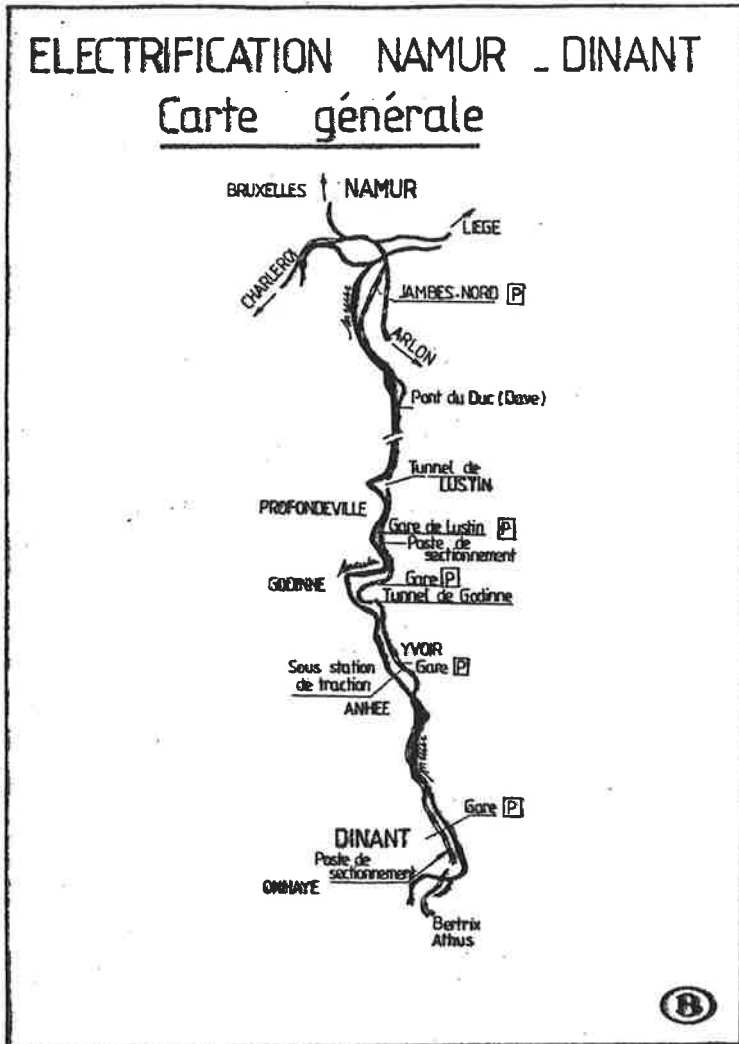 ELECTRIFICATION NAMUR - DINANT
Carte générale
BRUXELLES
NAMUR
LIEGE
CHARLEROI
JAMBES-NORD P
ARLON
Pont du Duc (Dave)
Tunnel de
LUSTIN
PROFONDEVILLE
Gare de Lustin P
Poste de
sectionnement
GODINNE
Gare P
Tunnel de Godinne
YVOIR
Gare P
Sous station
de traction
ANHEE
Gare P
DINANT
Poste de
sectionnement
ONHAYE
Bertrix
Athus
B